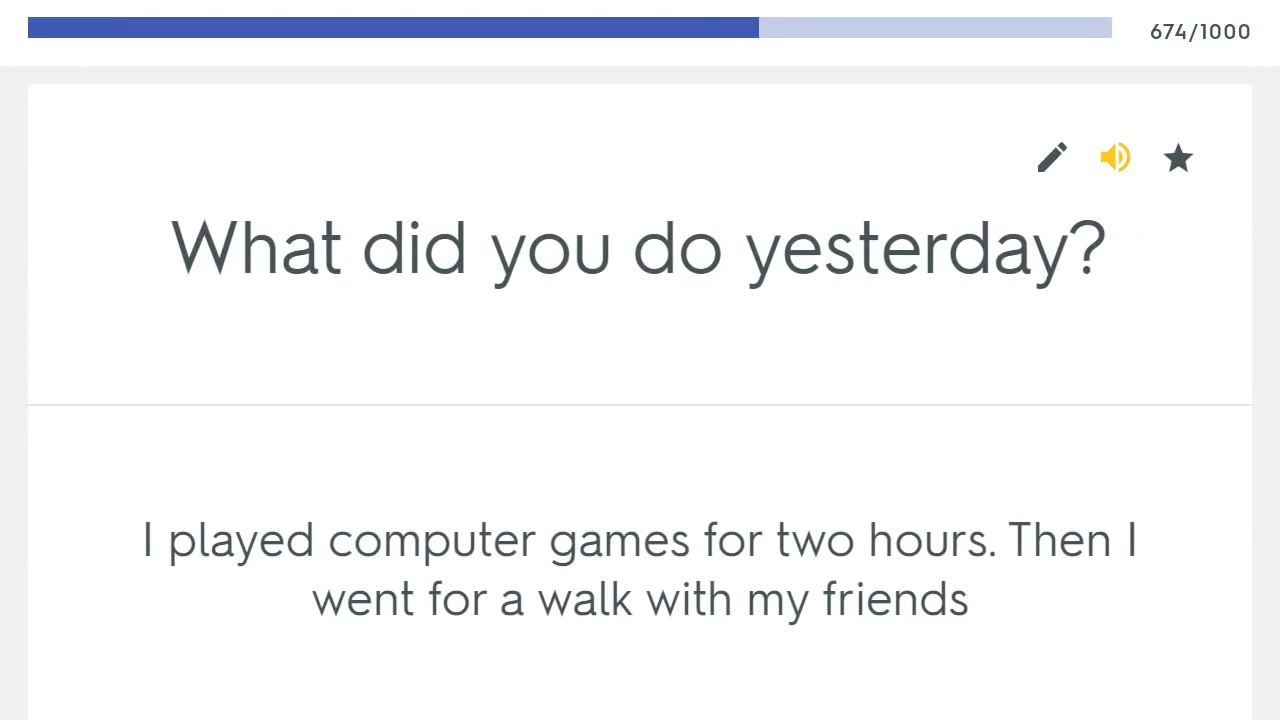 674/1000
What did you do yesterday?
I played computer games for two hours. Then I
went for a walk with my friends